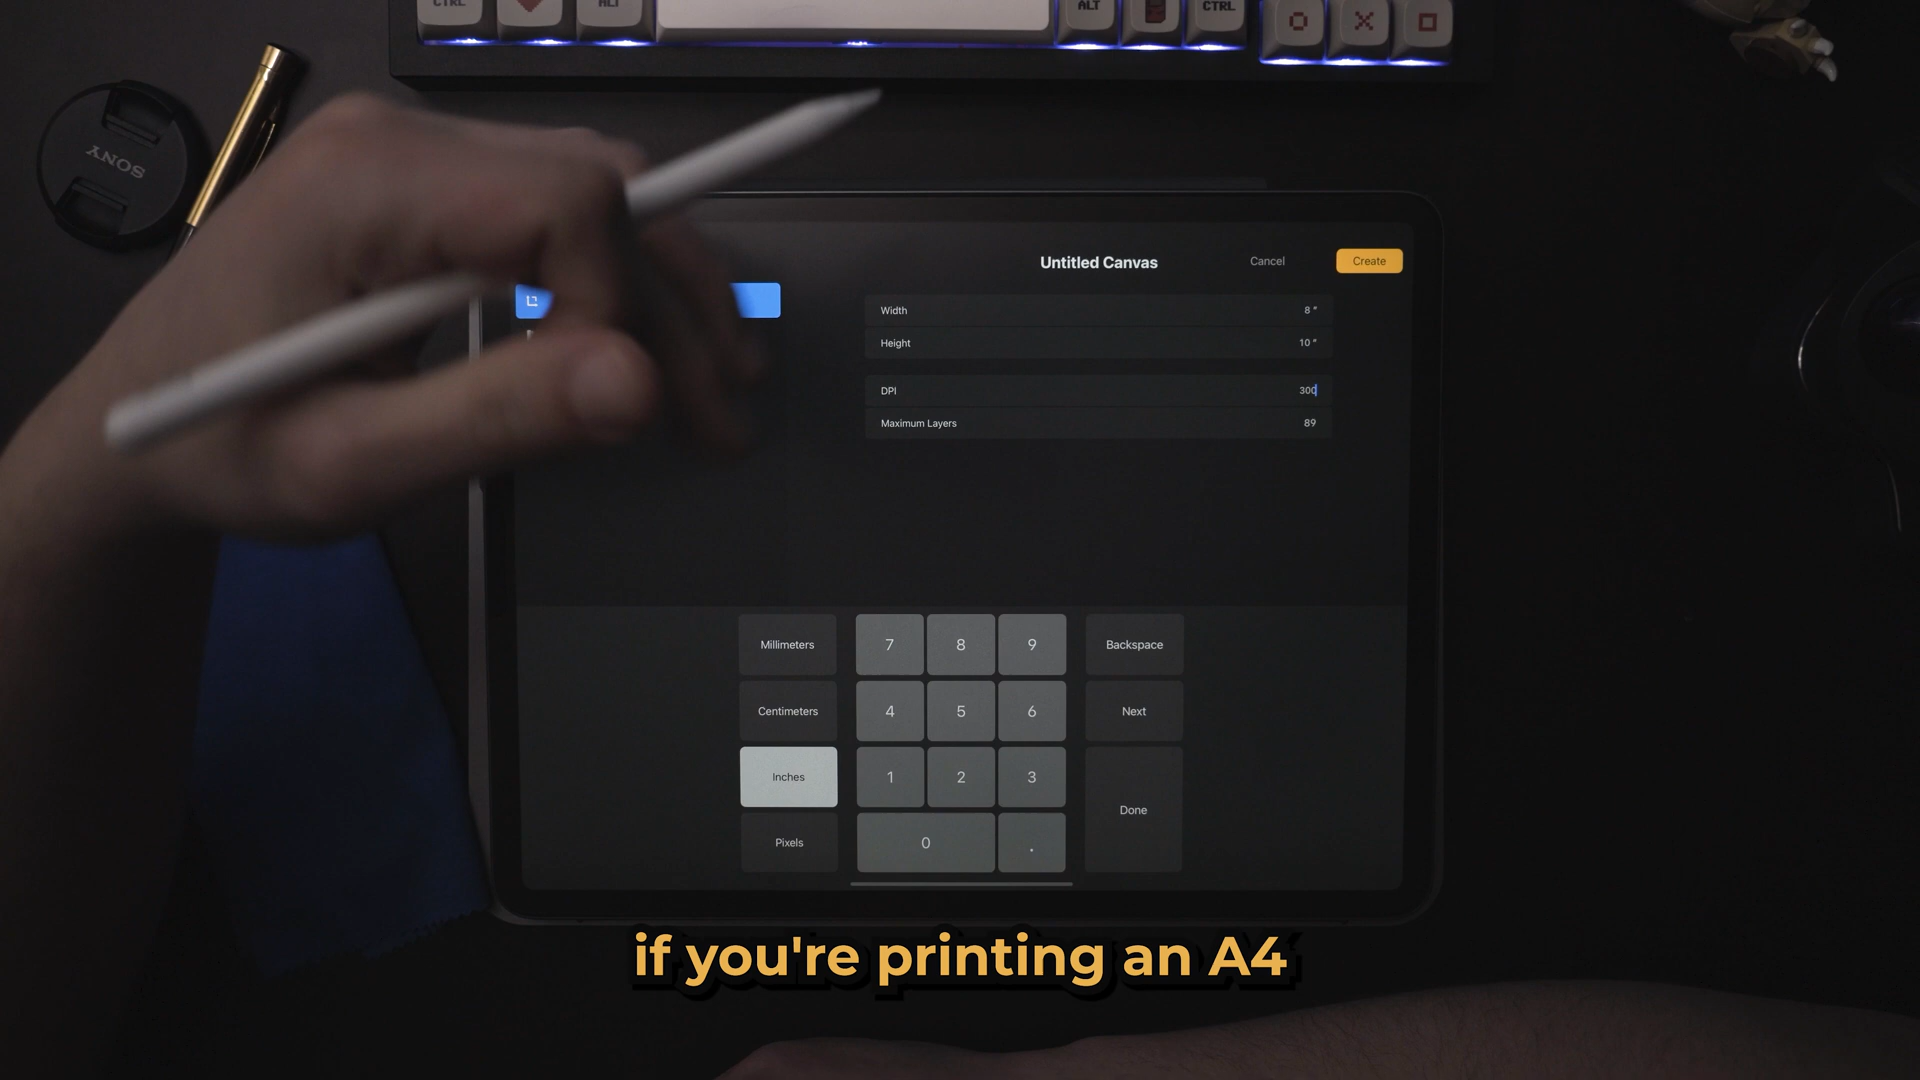 CTRL
ALT
ALT
CTRL
SONY
Untitled Canvas
Cancel
Create
Width
8 "
Height
10 "
DPI
300
Maximum Layers
89
Millimeters
7
8
9
Backspace
Centimeters
4
5
6
Next
Inches
1
2
3
Done
Pixels
0
.
if you're printing an A4